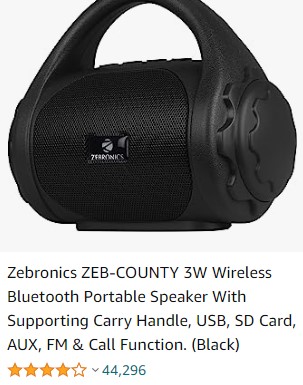 ZEBRONICS
Zebronics ZEB-COUNTY 3W Wireless
Bluetooth Portable Speaker With
Supporting Carry Handle, USB, SD Card,
AUX, FM & Call Function. (Black)
44,296